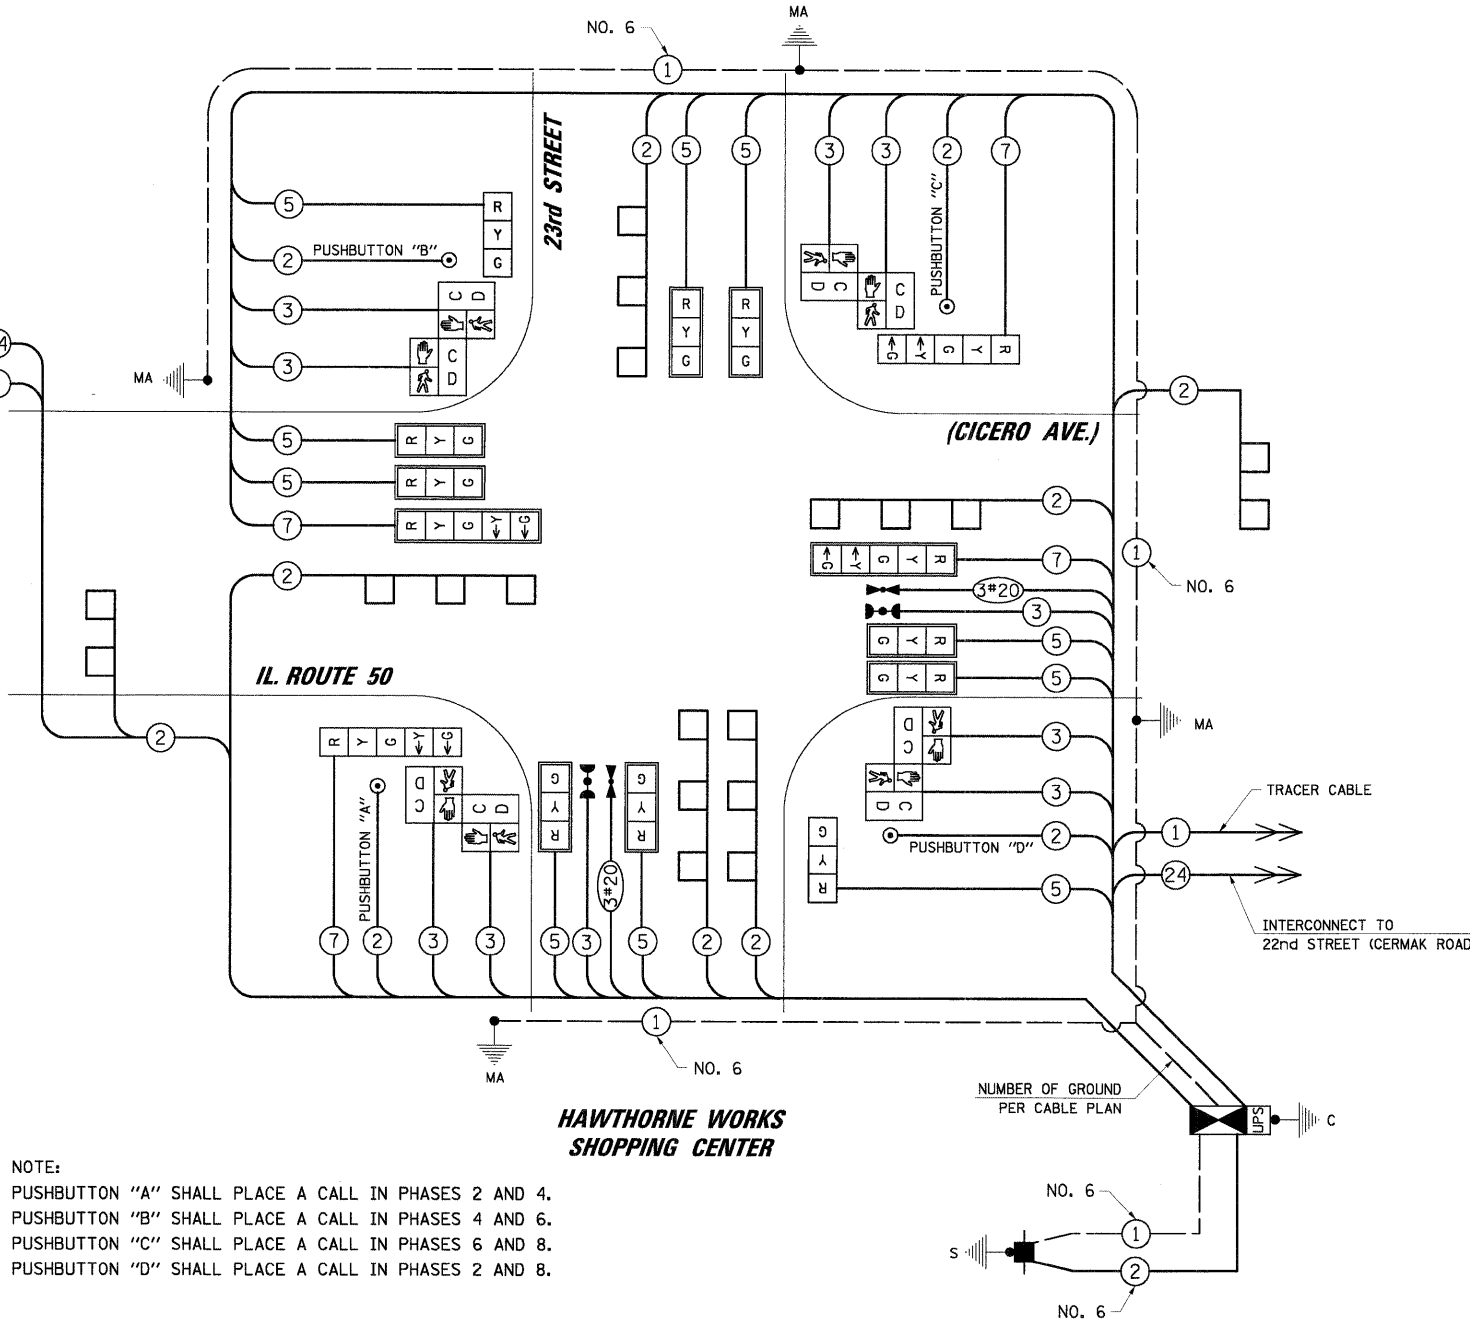 MA
NO. 6
1
23rd STREET
2
5
5
3
3
2
7
5
R
Y
G
2
PUSHBUTTON "B"
3
C D
3
C
D
MA
R
Y
G
R
Y
G
D C
C
D
PUSHBUTTON "C"
G Y G Y R
2
(CICERO AVE.)
5
R Y G
5
R Y G
7
R Y G Y G
2
2
G Y G Y R
7
3#20
3
G Y R
5
G Y R
5
1
NO. 6
IL. ROUTE 50
2
MA
R Y G Y G
PUSHBUTTON "A"
D
C
C D
G
Y
R
G
Y
R
3#20
7
2
3
3
5
3
5
2
2
D
C
3
D C
3
PUSHBUTTON "D"
2
G
Y
R
5
1
TRACER CABLE
24
INTERCONNECT TO
22nd STREET (CERMAK ROAD
1
NO. 6
MA
NUMBER OF GROUND
PER CABLE PLAN
UPS
C
HAWTHORNE WORKS
SHOPPING CENTER
NO. 6
1
S
2
NO. 6
NOTE:
PUSHBUTTON "A" SHALL PLACE A CALL IN PHASES 2 AND 4.
PUSHBUTTON "B" SHALL PLACE A CALL IN PHASES 4 AND 6.
PUSHBUTTON "C" SHALL PLACE A CALL IN PHASES 6 AND 8.
PUSHBUTTON "D" SHALL PLACE A CALL IN PHASES 2 AND 8.